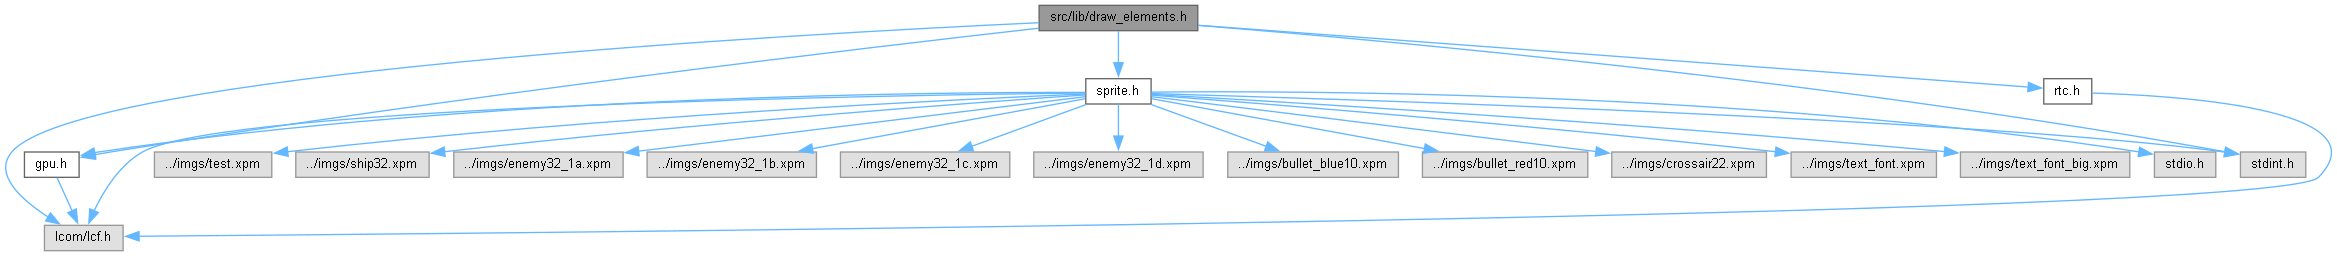 src/lib/draw_elements.h
sprite.h
rtc.h
gpu.h
../imgs/test.xpm
../imgs/ship32.xpm
../imgs/enemy32_1a.xpm
../imgs/enemy32_1b.xpm
../imgs/enemy32_1c.xpm
../imgs/enemy32_1d.xpm
../imgs/bullet_blue10.xpm
../imgs/bullet_red10.xpm
../imgs/crossair22.xpm
../imgs/text_font.xpm
../imgs/text_font_big.xpm
stdio.h
stdint.h
lcom/lcf.h